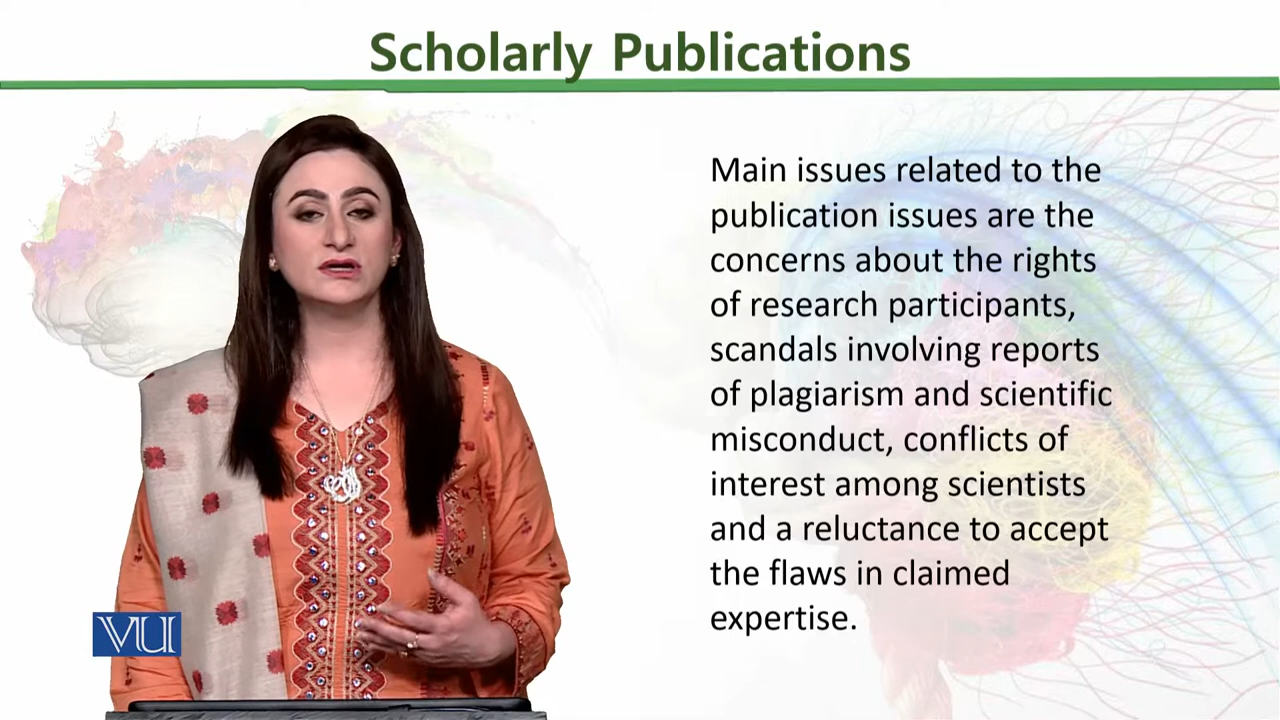 Scholarly Publications
Main issues related to the
publication issues are the
concerns about the rights
of research participants,
scandals involving reports
of plagiarism and scientific
misconduct, conflicts of
interest among scientists
and a reluctance to accept
the flaws in claimed
expertise.
VU